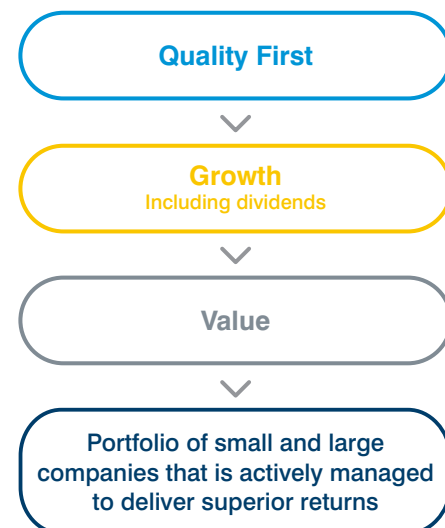 Quality First
Growth
Including dividends
Value
Portfolio of small and large
companies that is actively managed
to deliver superior returns